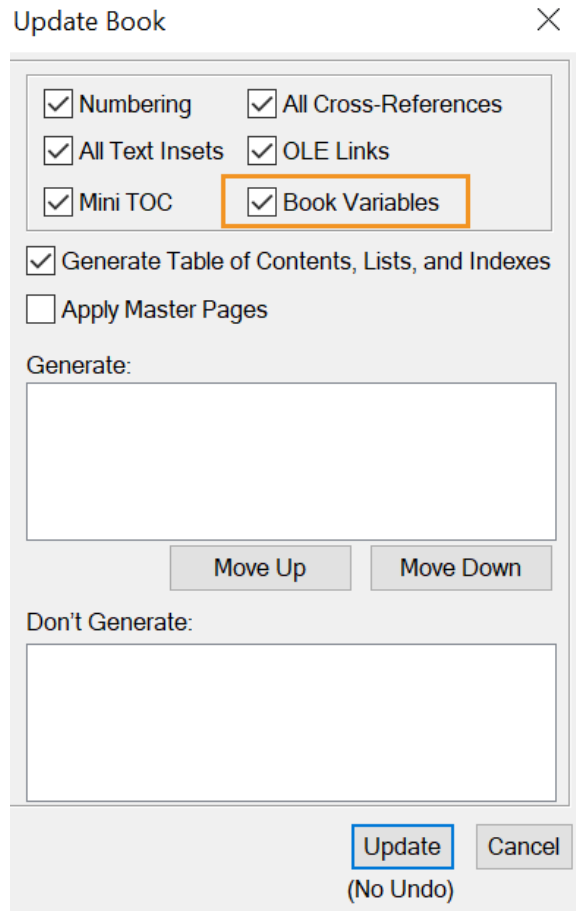 Update Book
Numbering All Cross-References
All Text Insets OLE Links
Mini TOC Book Variables
Generate Table of Contents, Lists, and Indexes
Apply Master Pages
Generate:
Move Up Move Down
Don't Generate:
Update Cancel
(No Undo)